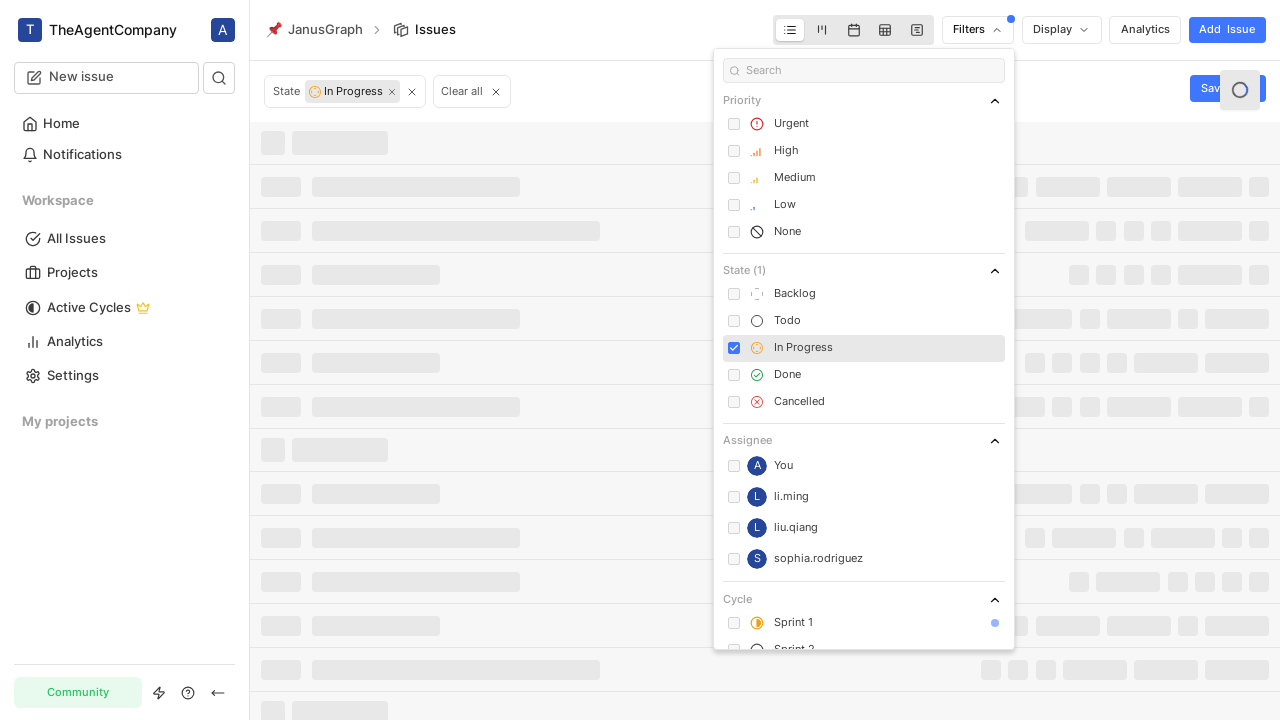 T TheAgentCompany A
New issue
Home
Notifications
Workspace
All Issues
Projects
Active Cycles
Analytics
Settings
My projects
Community
JanusGraph Issues
Filters Display Analytics Add Issue
State In Progress Clear all
Search
Priority
Urgent
High
Medium
Low
None
State (1)
Backlog
Todo
In Progress
Done
Cancelled
Assignee
A You
L li.ming
L liu.qiang
S sophia.rodriguez
Cycle
Sprint 1
Sprint 2